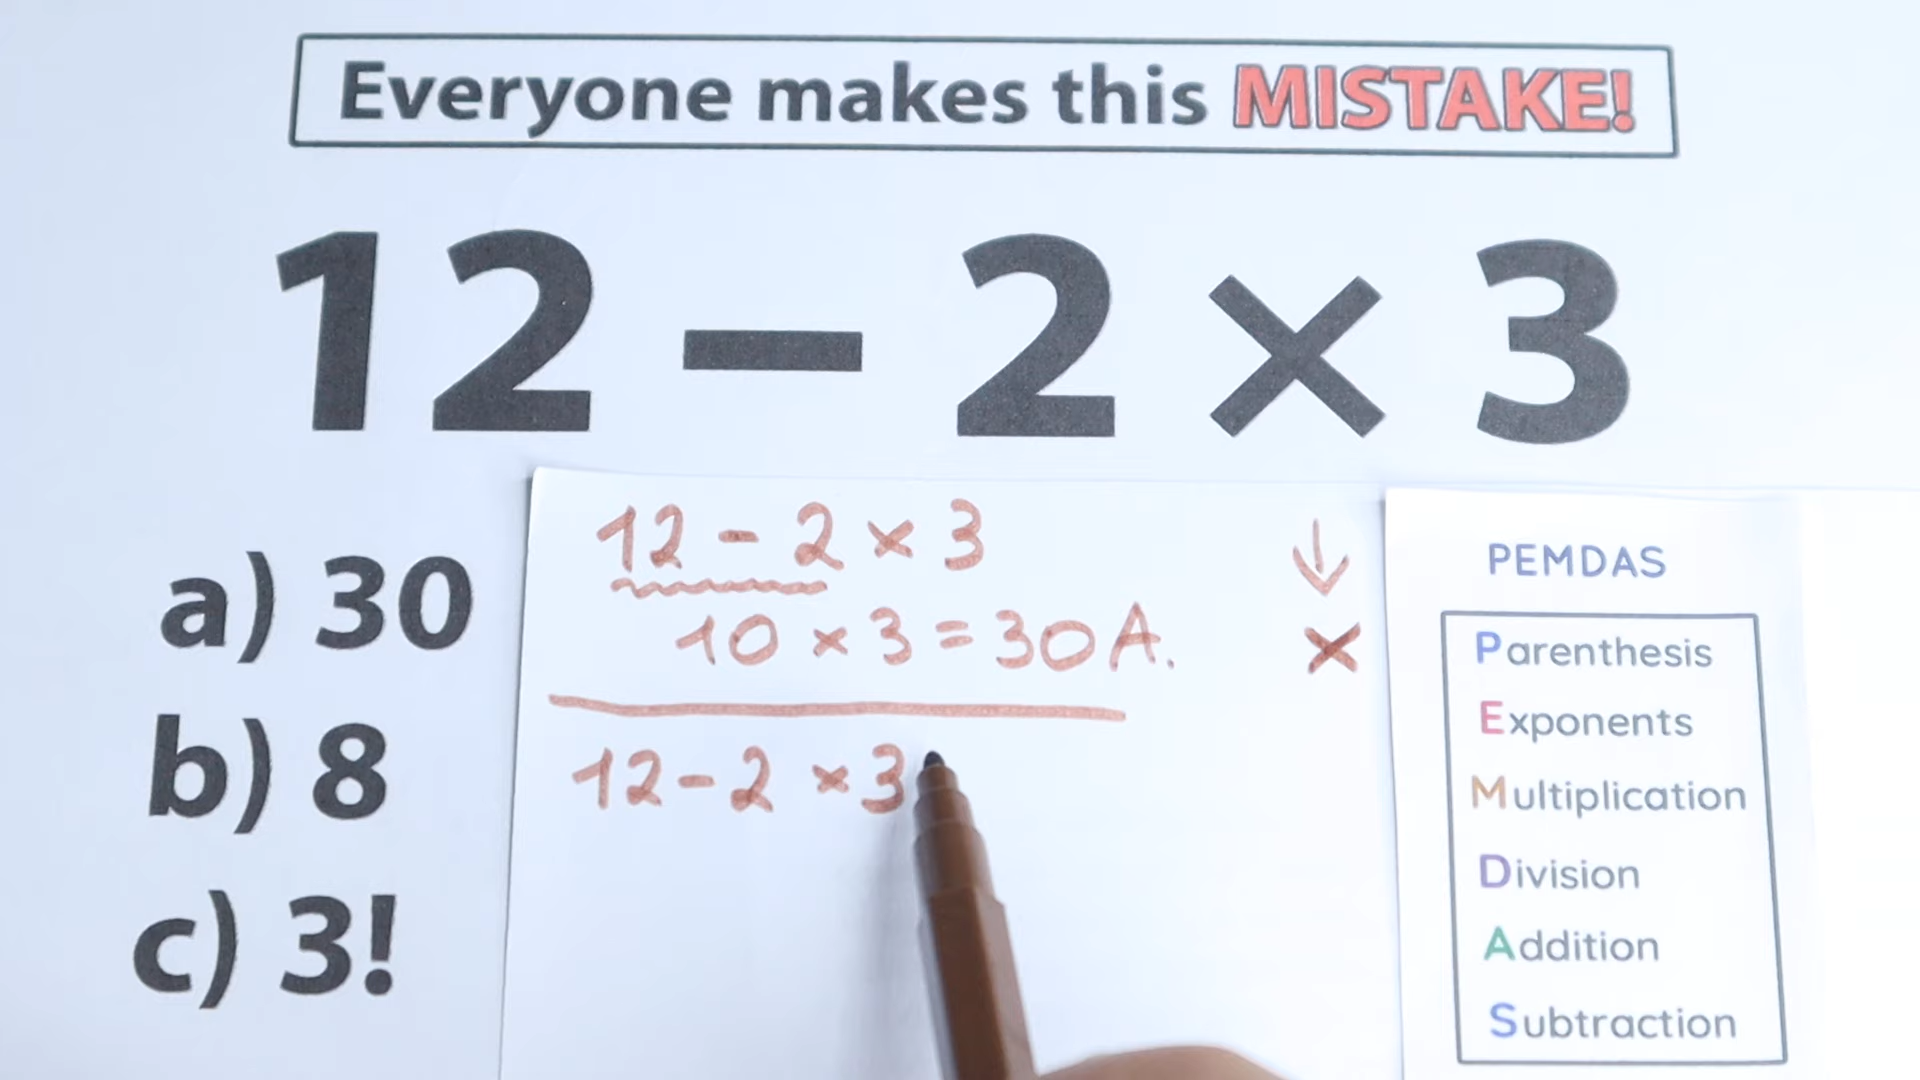 Everyone makes this MISTAKE!
12 − 2 × 3
a) 30
b) 8
c) 3!
12 - 2 × 3
10 × 3 = 30 A.
12 - 2 × 3
PEMDAS
Parenthesis
Exponents
Multiplication
Division
Addition
Subtraction